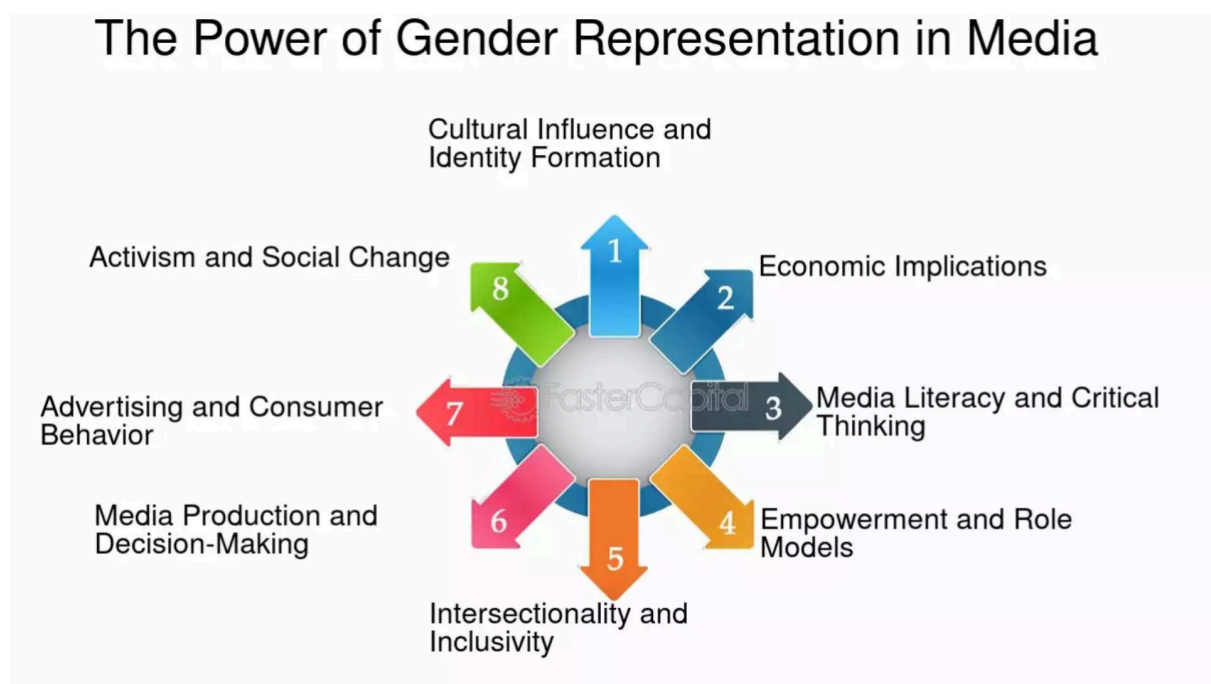 The Power of Gender Representation in Media
Cultural Influence and
Identity Formation
1
Economic Implications
2
Media Literacy and Critical
Thinking
3
Empowerment and Role
Models
4
Intersectionality and
Inclusivity
5
Media Production and
Decision-Making
6
Advertising and Consumer
Behavior
7
Activism and Social Change
8
FasterCapital